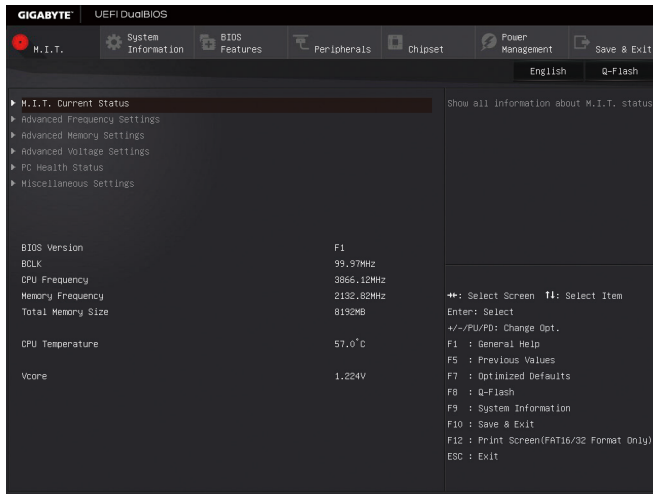 GIGABYTE™ UEFI DualBIOS
M.I.T.
System Information
BIOS Features
Peripherals
Chipset
Power Management
Save & Exit
English
Q-Flash
M.I.T. Current Status
Advanced Frequency Settings
Advanced Memory Settings
Advanced Voltage Settings
PC Health Status
Miscellaneous Settings
Show all information about M.I.T. status
BIOS Version F1
BCLK 99.97MHz
CPU Frequency 3866.12MHz
Memory Frequency 2132.82MHz
Total Memory Size 8192MB
CPU Temperature 57.0°C
Vcore 1.224V
→←: Select Screen ↑↓: Select Item
Enter: Select
+/-/PU/PD: Change Opt.
F1 : General Help
F5 : Previous Values
F7 : Optimized Defaults
F8 : Q-Flash
F9 : System Information
F10 : Save & Exit
F12 : Print Screen(FAT16/32 Format Only)
ESC : Exit